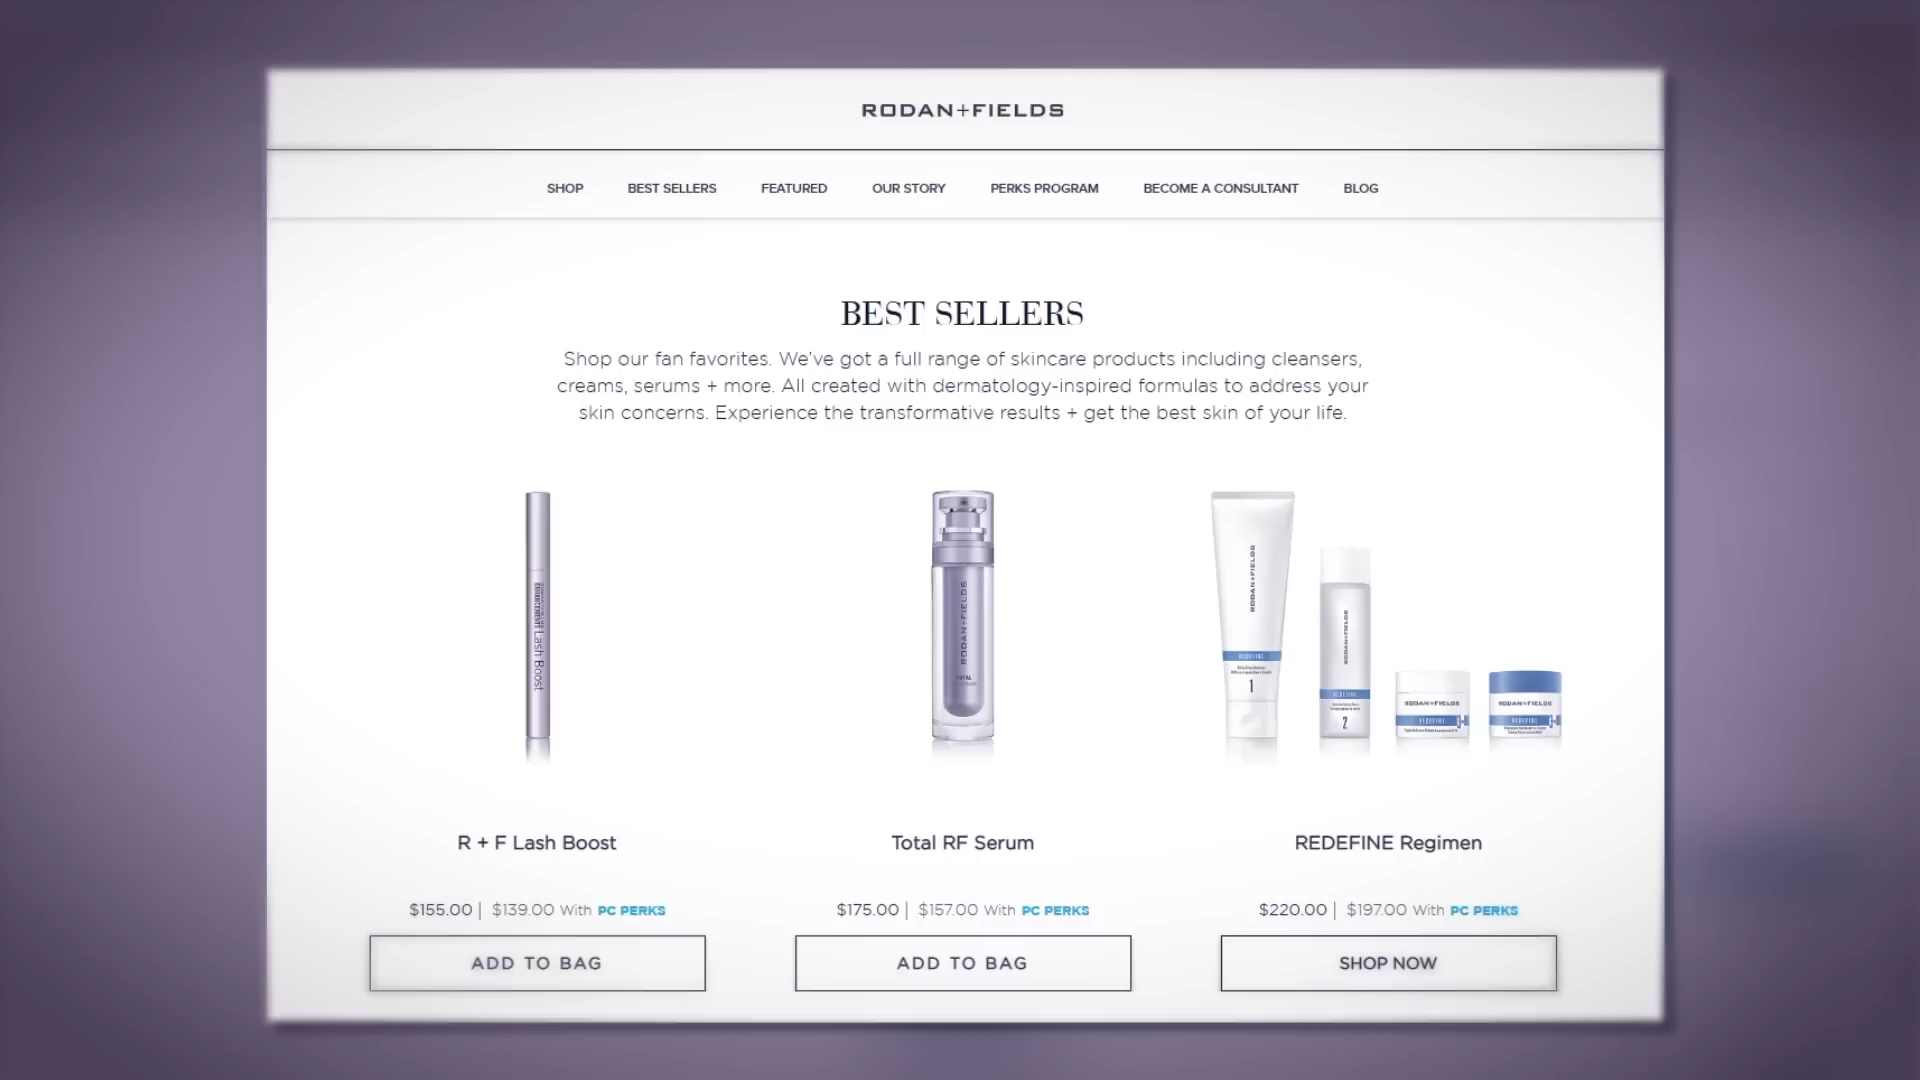 RODAN+FIELDS
SHOP BEST SELLERS FEATURED OUR STORY PERKS PROGRAM BECOME A CONSULTANT BLOG
BEST SELLERS
Shop our fan favorites. We've got a full range of skincare products including cleansers,
creams, serums + more. All created with dermatology-inspired formulas to address your
skin concerns. Experience the transformative results + get the best skin of your life.
ENHANCEMENTS Lash Boost
RODAN+FIELDS
TOTAL
RODAN+FIELDS
REDEFINE
1
RODAN+FIELDS
REDEFINE
2
RODAN+FIELDS
REDEFINE
RODAN+FIELDS
REDEFINE
R + F Lash Boost
Total RF Serum
REDEFINE Regimen
$155.00 | $139.00 With PC PERKS
$175.00 | $157.00 With PC PERKS
$220.00 | $197.00 With PC PERKS
ADD TO BAG
ADD TO BAG
SHOP NOW